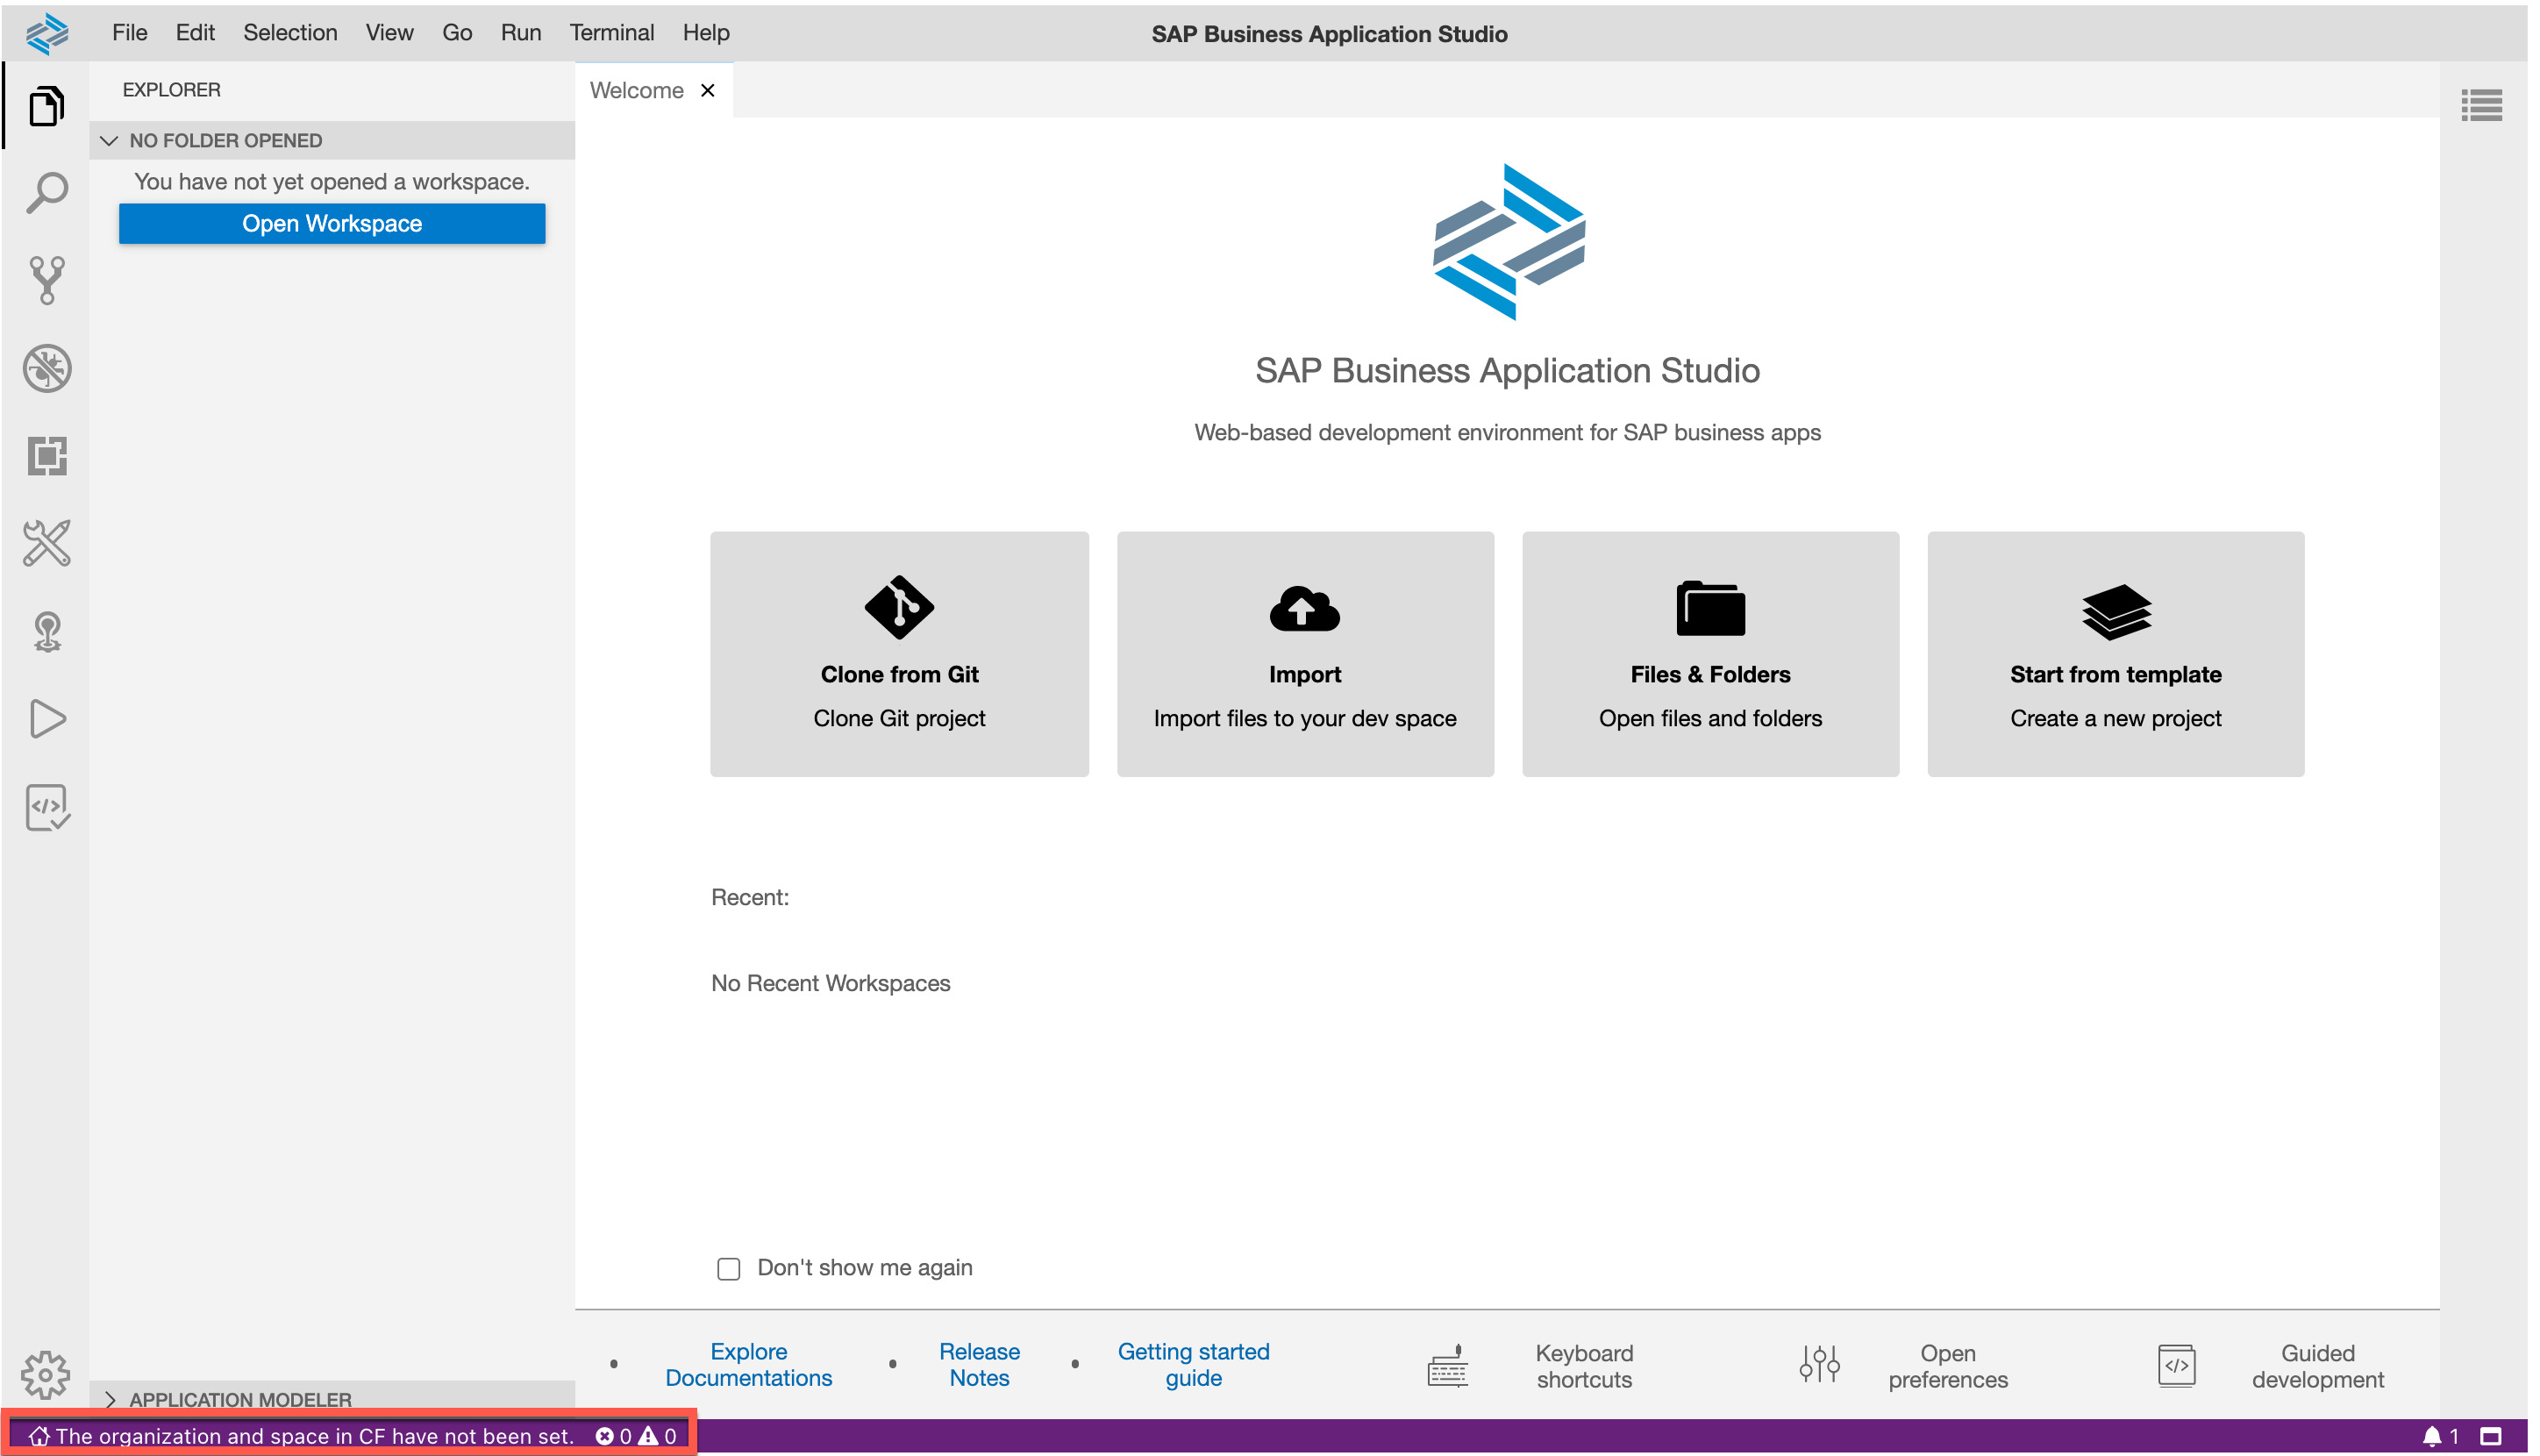 File Edit Selection View Go Run Terminal Help
SAP Business Application Studio
EXPLORER
NO FOLDER OPENED
You have not yet opened a workspace.
Open Workspace
Welcome
SAP Business Application Studio
Web-based development environment for SAP business apps
Clone from Git
Clone Git project
Import
Import files to your dev space
Files & Folders
Open files and folders
Start from template
Create a new project
Recent:
No Recent Workspaces
Don't show me again
Explore
Documentations
Release
Notes
Getting started
guide
Keyboard
shortcuts
Open
preferences
Guided
development
APPLICATION MODELER
The organization and space in CF have not been set. 0 0
1